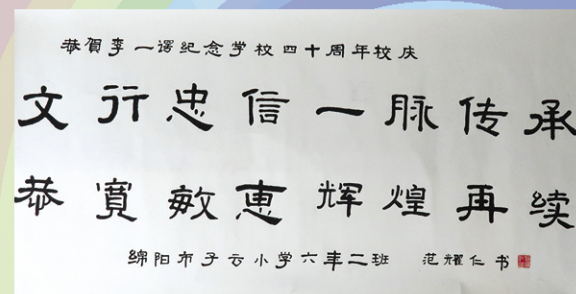 恭賀李一谔纪念学校四十周年校庆
文行忠信一脉传承
恭寬敏惠辉煌再续
绵阳市子云小学六年二班 范耀仁书